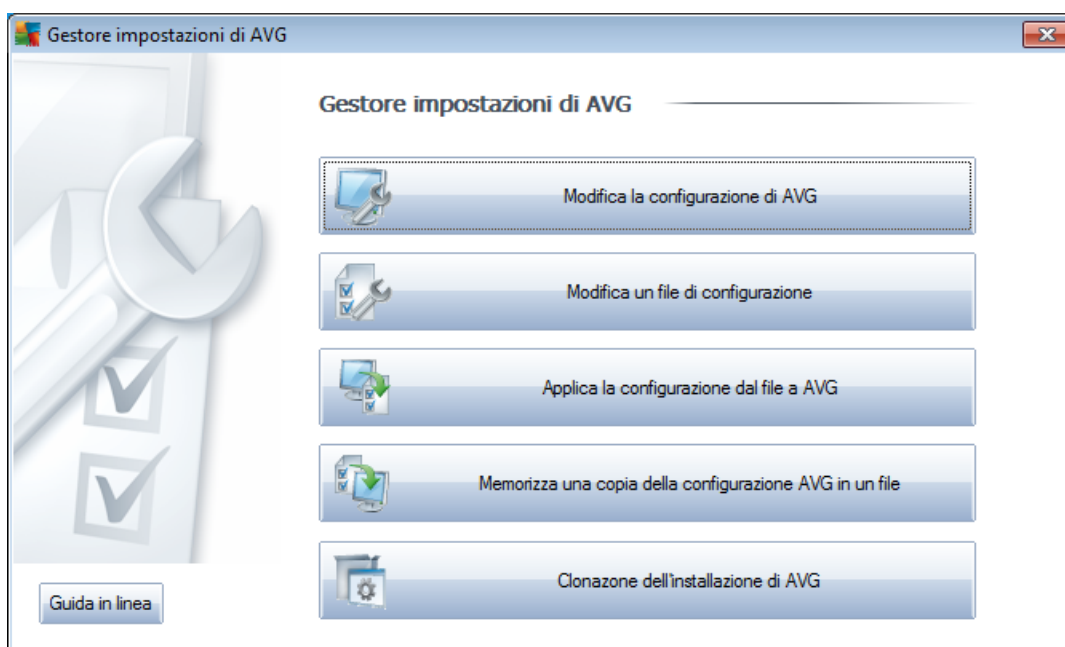 Gestore impostazioni di AVG
Gestore impostazioni di AVG
Modifica la configurazione di AVG
Modifica un file di configurazione
Applica la configurazione dal file a AVG
Memorizza una copia della configurazione AVG in un file
Clonazone dell'installazione di AVG
Guida in linea